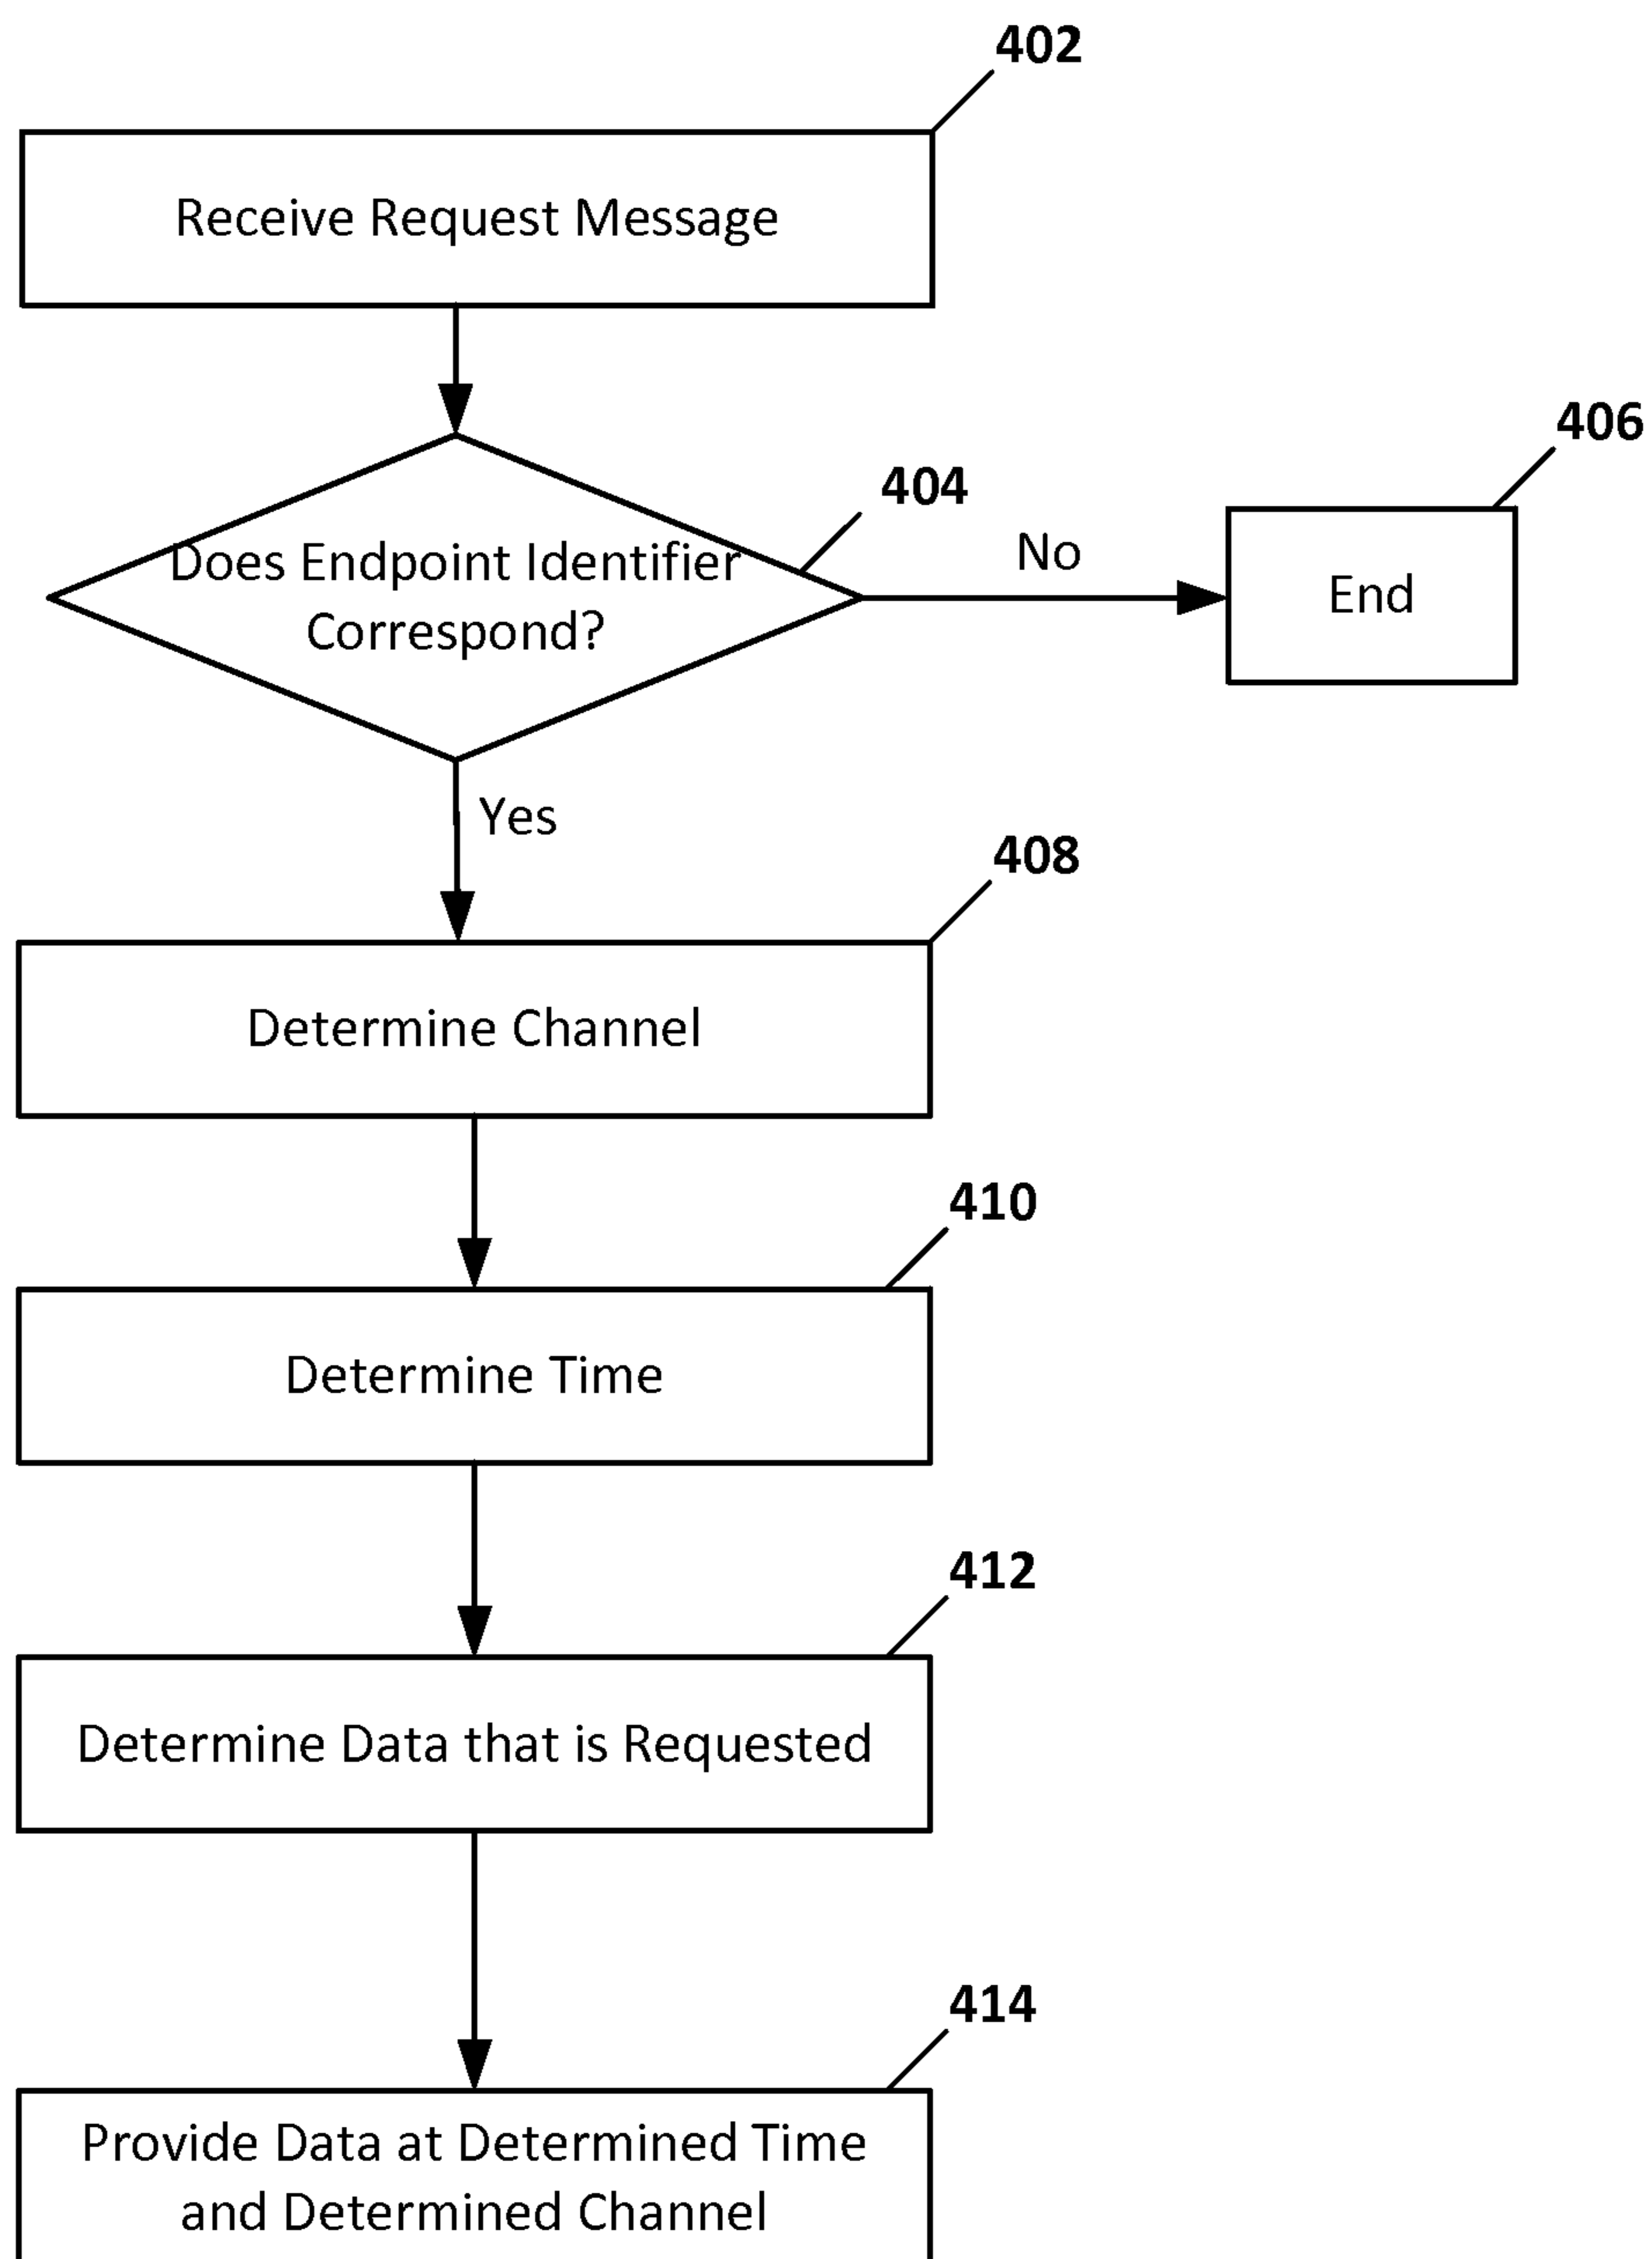 402
Receive Request Message
406
404
Does Endpoint Identifier
Correspond?
No
End
Yes
408
Determine Channel
410
Determine Time
412
Determine Data that is Requested
414
Provide Data at Determined Time
and Determined Channel